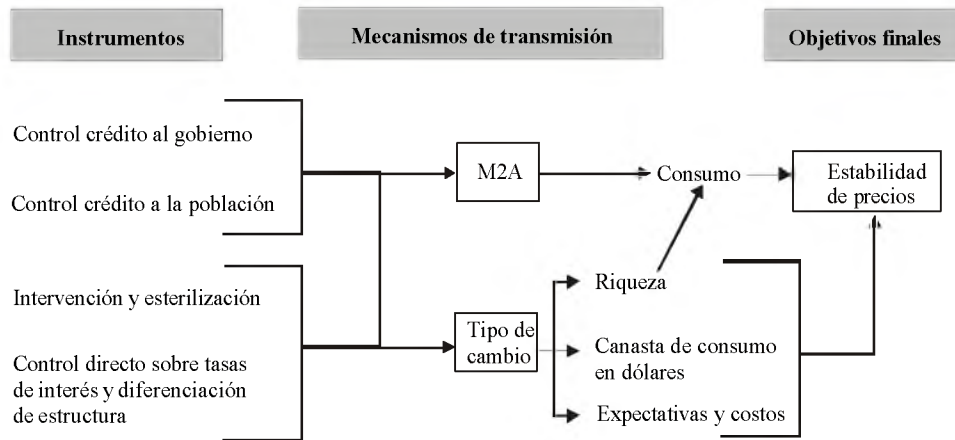 Instrumentos
Mecanismos de transmisión
Objetivos finales
Control crédito al gobierno
Control crédito a la población
M2A
Consumo
Estabilidad
de precios
Intervención y esterilización
Control directo sobre tasas
de interés y diferenciación
de estructura
Tipo de
cambio
Riqueza
Canasta de consumo
en dólares
Expectativas y costos